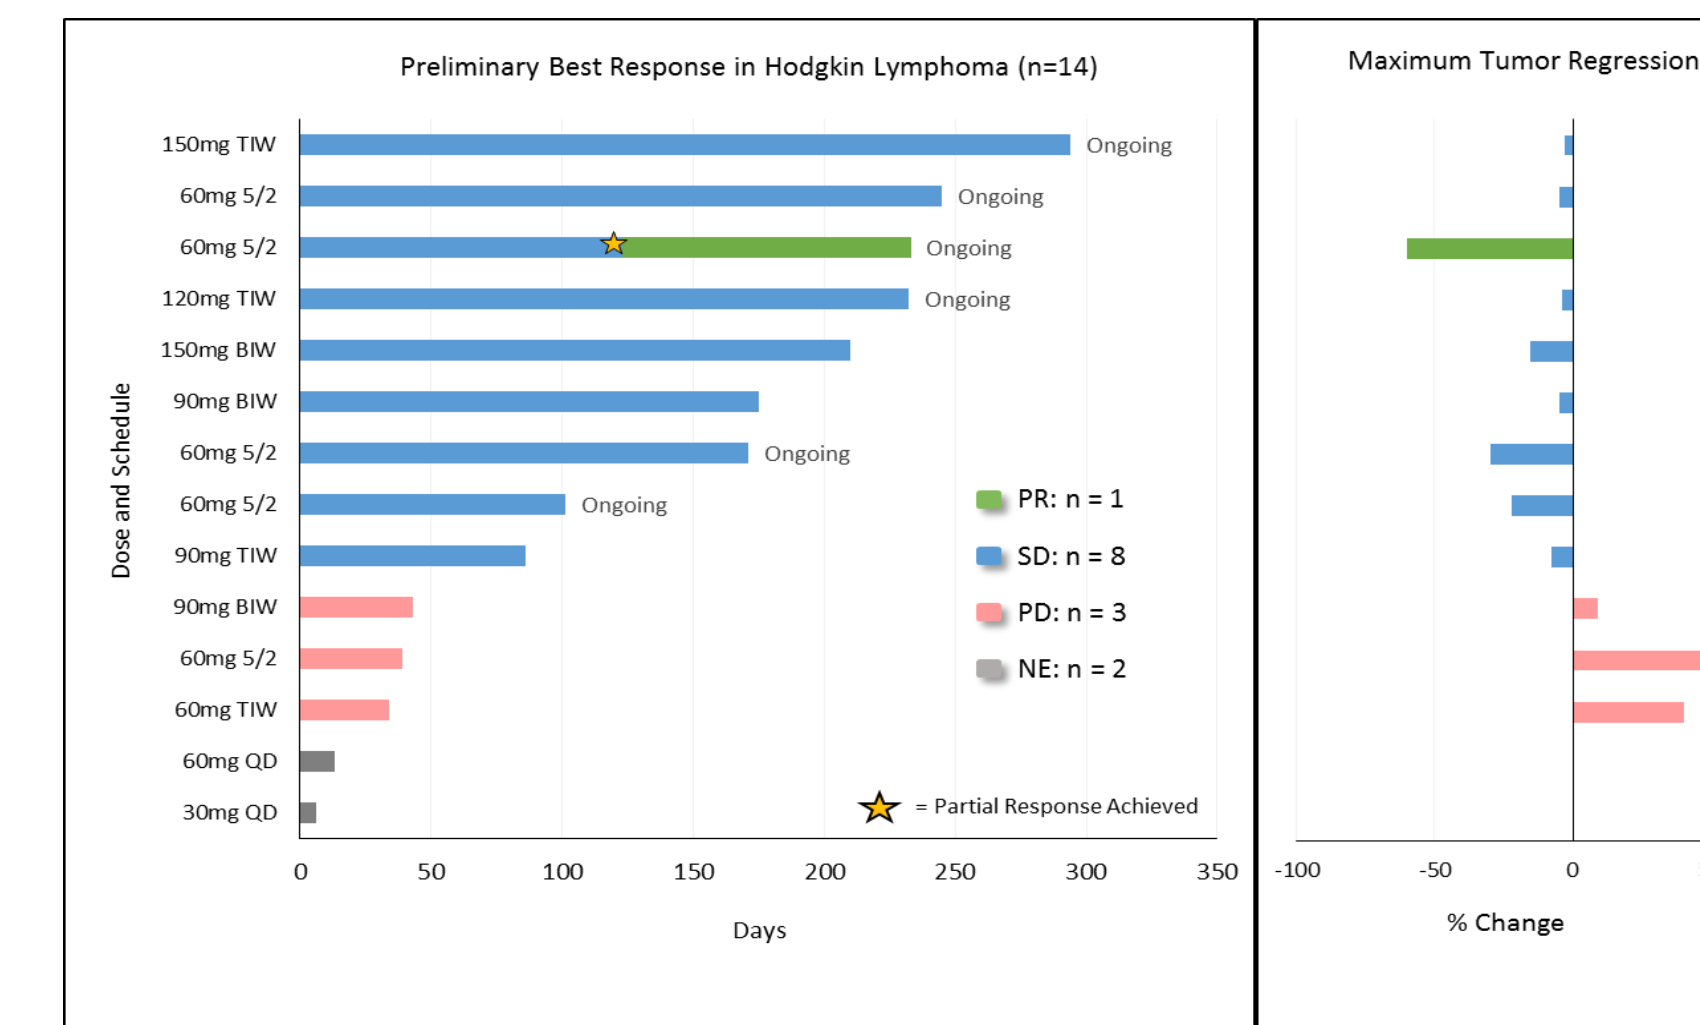 Preliminary Best Response in Hodgkin Lymphoma (n=14)
150mg TIW
Ongoing
60mg 5/2
Ongoing
60mg 5/2
Ongoing
120mg TIW
Ongoing
150mg BIW
90mg BIW
60mg 5/2
Ongoing
60mg 5/2
Ongoing
90mg TIW
90mg BIW
60mg 5/2
60mg TIW
60mg QD
30mg QD
Dose and Schedule
PR: n = 1
SD: n = 8
PD: n = 3
NE: n = 2
= Partial Response Achieved
0 50 100 150 200 250 300 350
Days
Maximum Tumor Regression
-100 -50 0
% Change